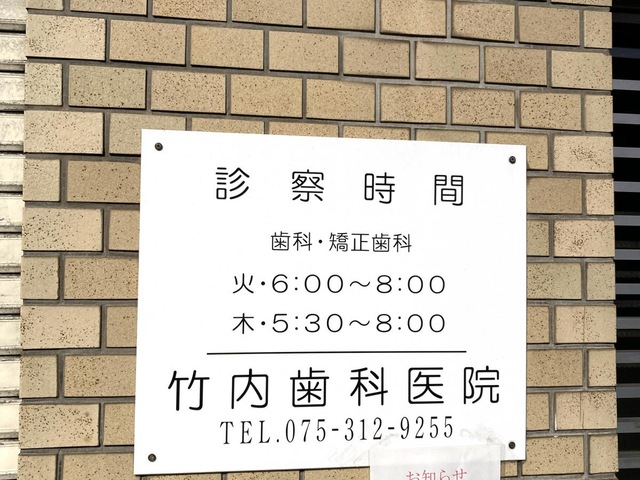 診察時間
歯科・矯正歯科
火・6:00～8:00
木・5:30～8:00
竹内歯科医院
TEL.075-312-9255
お知らせ